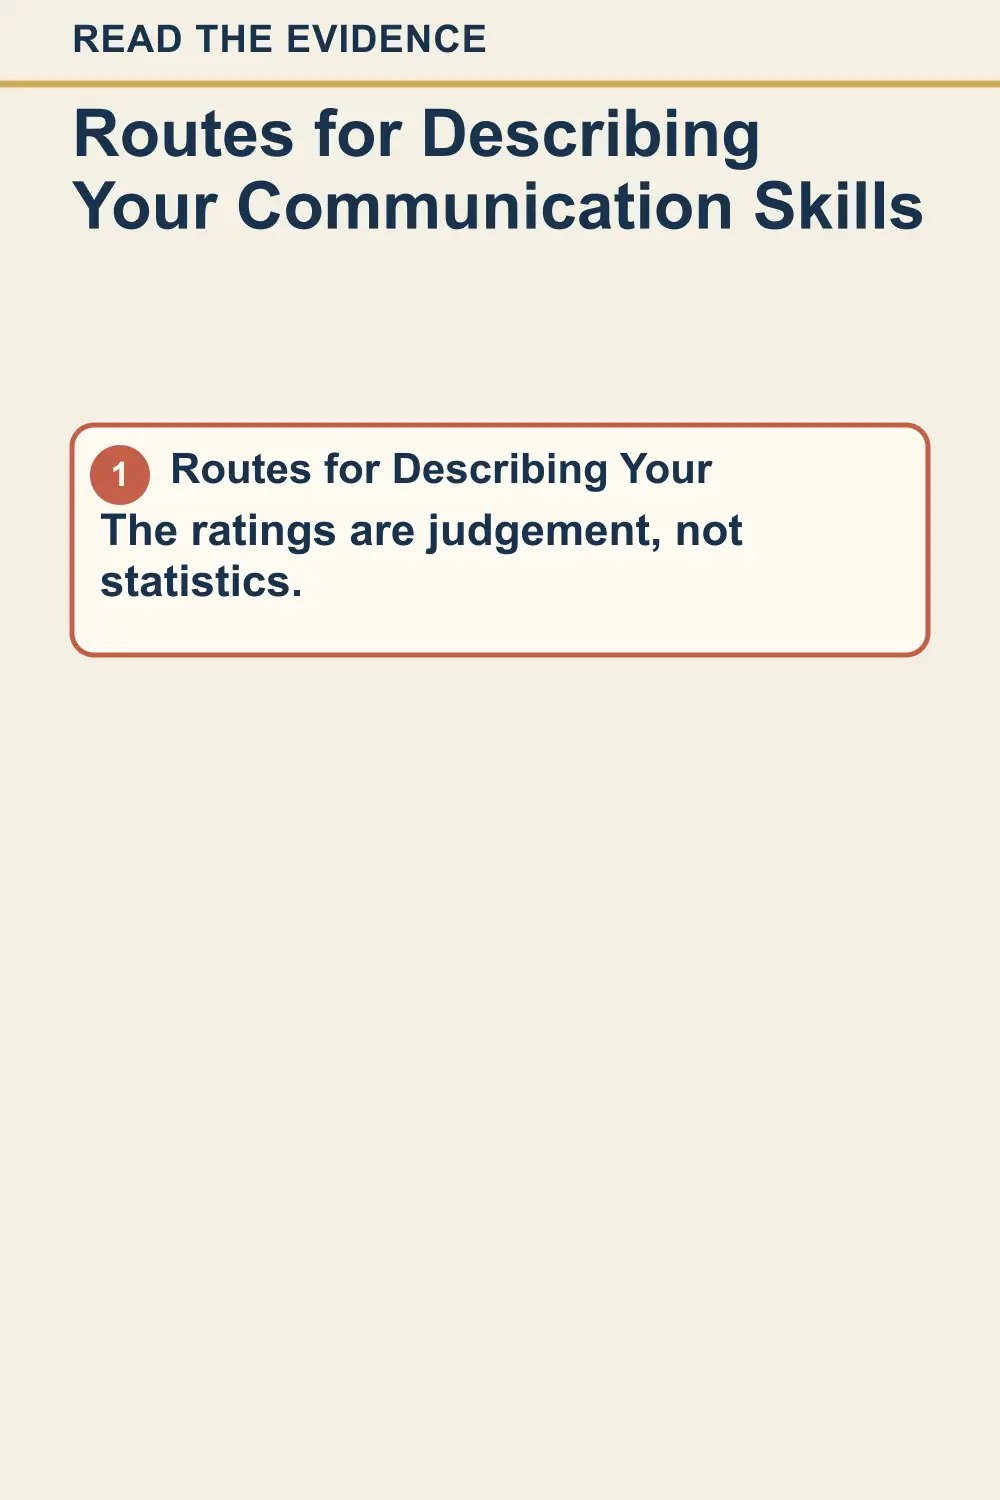 READ THE EVIDENCE
Routes for Describing
Your Communication Skills
1 Routes for Describing Your
The ratings are judgement, not
statistics.